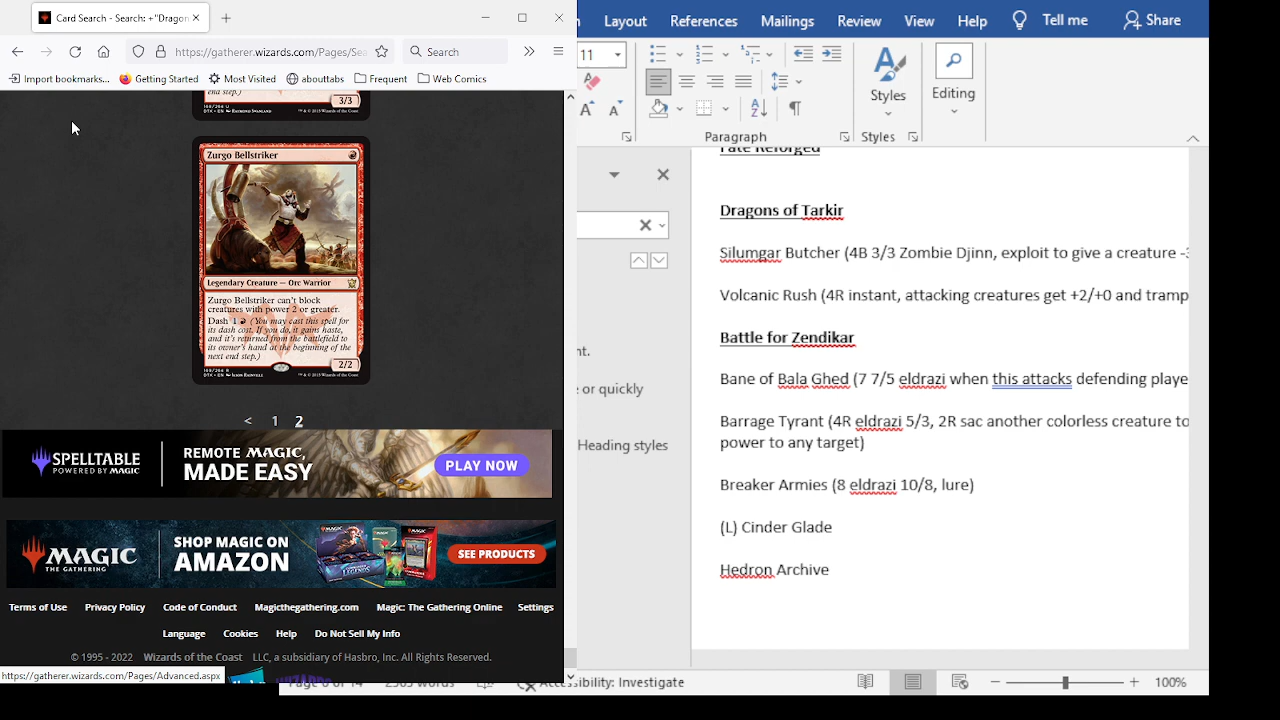 Card Search - Search: +"Dragon
https://gatherer.wizards.com/Pages/Sea
Search
Import bookmarks...
Getting Started
Most Visited
abouttabs
Frequent
Web Comics
end step.)
3/3
Zurgo Bellstriker
Legendary Creature — Orc Warrior
Zurgo Bellstriker can't block
creatures with power 2 or greater.
Dash 1 (You may cast this spell for
its dash cost. If you do, it gains haste,
and it's returned from the battlefield to
its owner's hand at the beginning of the
next end step.)
2/2
< 1 2
SPELLTABLE
POWERED BY MAGIC
REMOTE MAGIC,
MADE EASY
PLAY NOW
MAGIC
THE GATHERING
SHOP MAGIC ON
AMAZON
SEE PRODUCTS
Terms of Use Privacy Policy Code of Conduct Magicthegathering.com Magic: The Gathering Online Settings
Language Cookies Help Do Not Sell My Info
© 1995 - 2022 Wizards of the Coast LLC, a subsidiary of Hasbro, Inc. All Rights Reserved.
https://gatherer.wizards.com/Pages/Advanced.aspx
Layout References Mailings Review View Help Tell me Share
11
Styles
Editing
Paragraph
Styles
nt.
e or quickly
Heading styles
Fate Reforged
Dragons of Tarkir
Silumgar Butcher (4B 3/3 Zombie Djinn, exploit to give a creature -3
Volcanic Rush (4R instant, attacking creatures get +2/+0 and tramp
Battle for Zendikar
Bane of Bala Ghed (7 7/5 eldrazi when this attacks defending playe
Barrage Tyrant (4R eldrazi 5/3, 2R sac another colorless creature to
power to any target)
Breaker Armies (8 eldrazi 10/8, lure)
(L) Cinder Glade
Hedron Archive
Accessibility: Investigate
100%